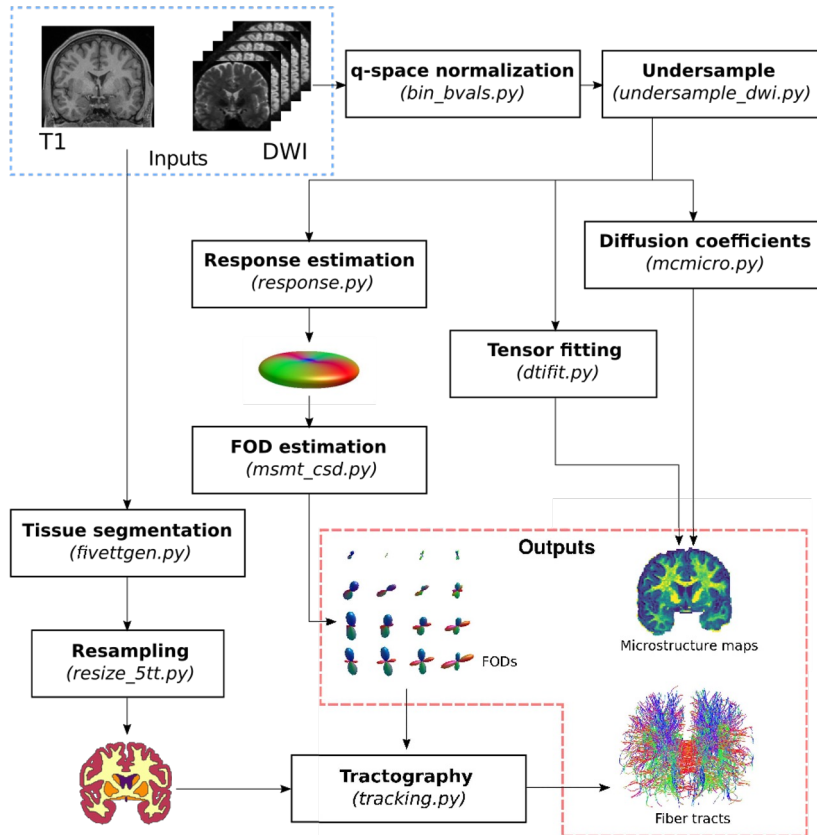 T1
Inputs
DWI
q-space normalization
(bin_bvals.py)
Undersample
(undersample_dwi.py)
Response estimation
(response.py)
Diffusion coefficients
(mcmicro.py)
Tensor fitting
(dtifit.py)
FOD estimation
(msmt_csd.py)
Tissue segmentation
(fivettgen.py)
Outputs
FODs
Microstructure maps
Resampling
(resize_5tt.py)
Tractography
(tracking.py)
Fiber tracts